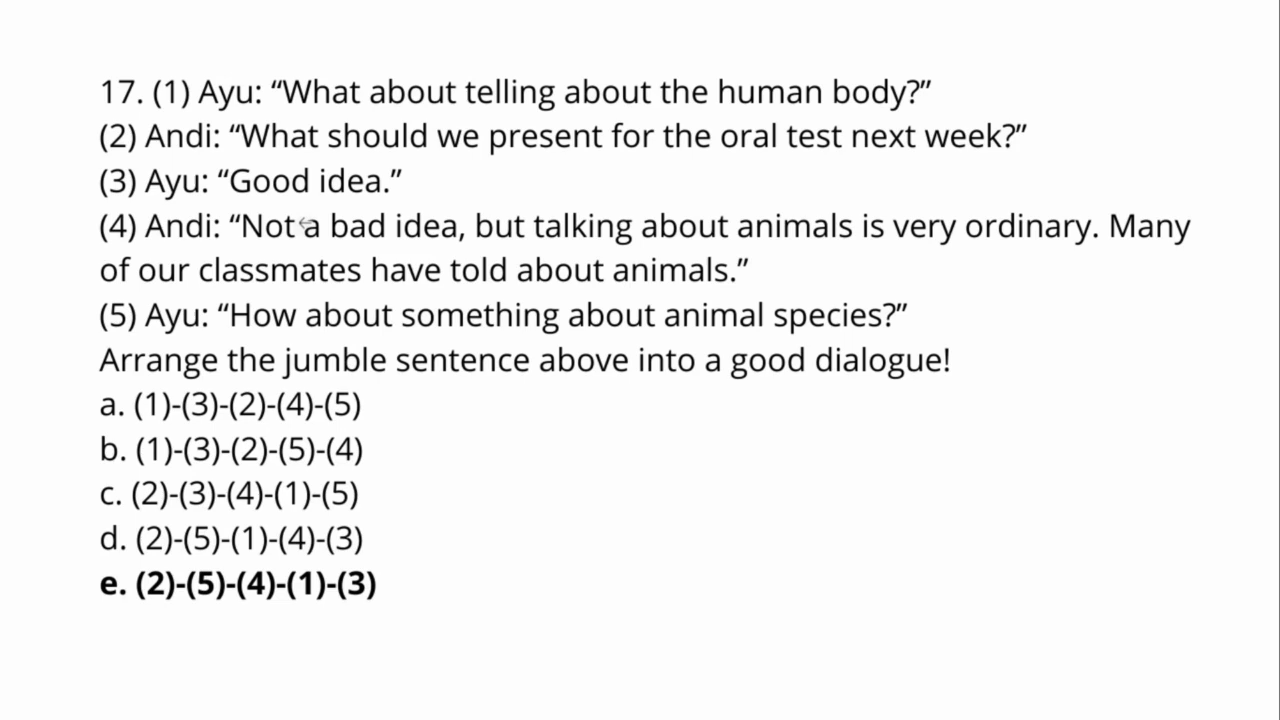 17. (1) Ayu: “What about telling about the human body?”
(2) Andi: “What should we present for the oral test next week?”
(3) Ayu: “Good idea.”
(4) Andi: “Not a bad idea, but talking about animals is very ordinary. Many
of our classmates have told about animals.”
(5) Ayu: “How about something about animal species?”
Arrange the jumble sentence above into a good dialogue!
a. (1)-(3)-(2)-(4)-(5)
b. (1)-(3)-(2)-(5)-(4)
c. (2)-(3)-(4)-(1)-(5)
d. (2)-(5)-(1)-(4)-(3)
e. (2)-(5)-(4)-(1)-(3)